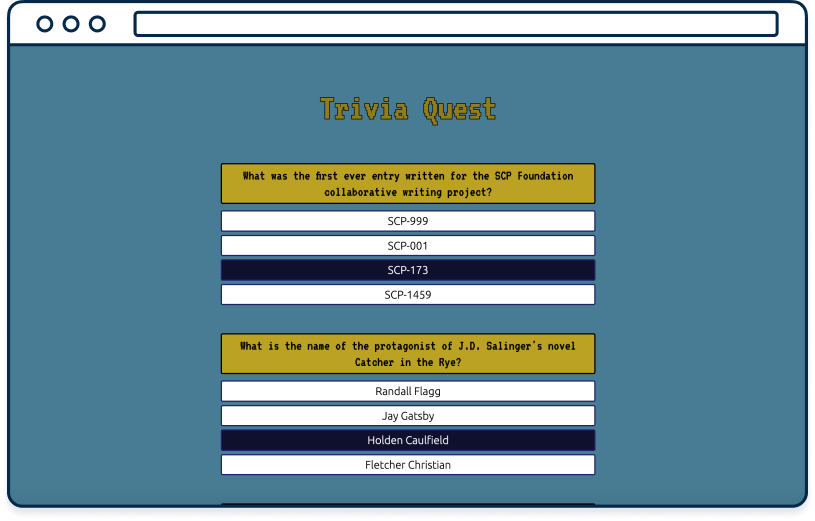 Trivia Quest
What was the first ever entry written for the SCP Foundation
collaborative writing project?
SCP-999
SCP-001
SCP-173
SCP-1459
What is the name of the protagonist of J.D. Salinger's novel
Catcher in the Rye?
Randall Flagg
Jay Gatsby
Holden Caulfield
Fletcher Christian